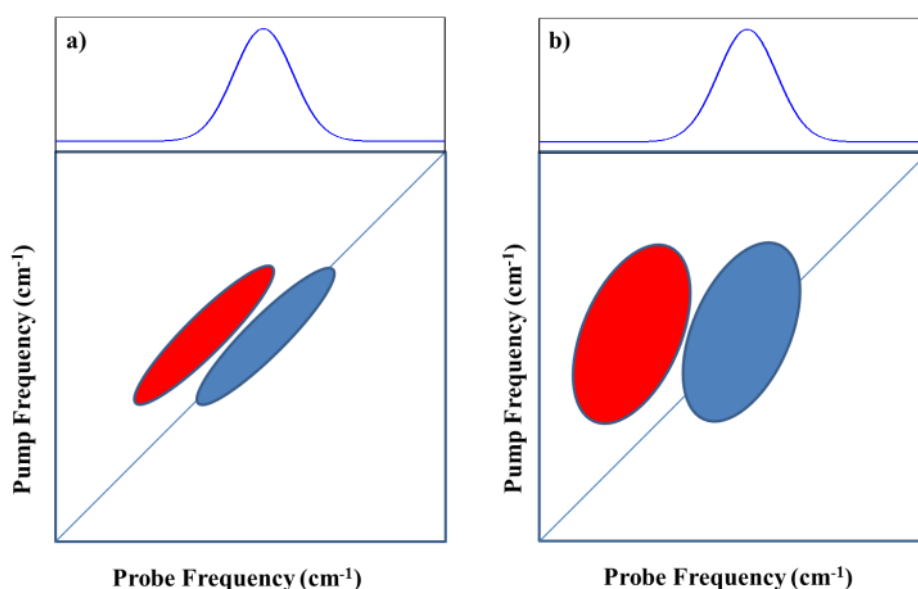 a)
b)
Pump Frequency (cm-1)
Pump Frequency (cm-1)
Probe Frequency (cm-1)
Probe Frequency (cm-1)